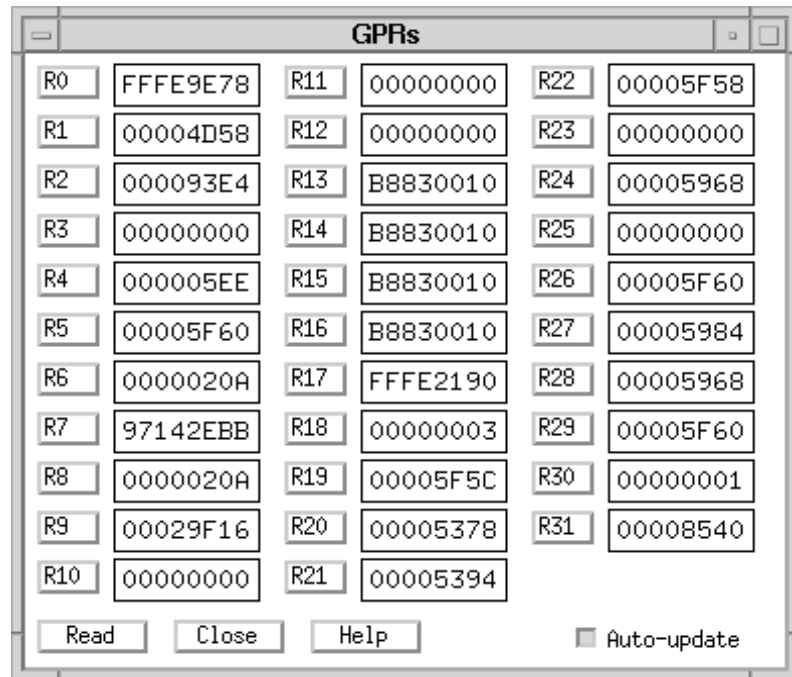 GPRs
R0 FFFE9E78 R11 00000000 R22 00005F58
R1 00004D58 R12 00000000 R23 00000000
R2 000093E4 R13 B8830010 R24 00005968
R3 00000000 R14 B8830010 R25 00000000
R4 000005EE R15 B8830010 R26 00005F60
R5 00005F60 R16 B8830010 R27 00005984
R6 0000020A R17 FFFE2190 R28 00005968
R7 97142EBB R18 00000003 R29 00005F60
R8 0000020A R19 00005F5C R30 00000001
R9 00029F16 R20 00005378 R31 00008540
R10 00000000 R21 00005394
Read Close Help Auto-update